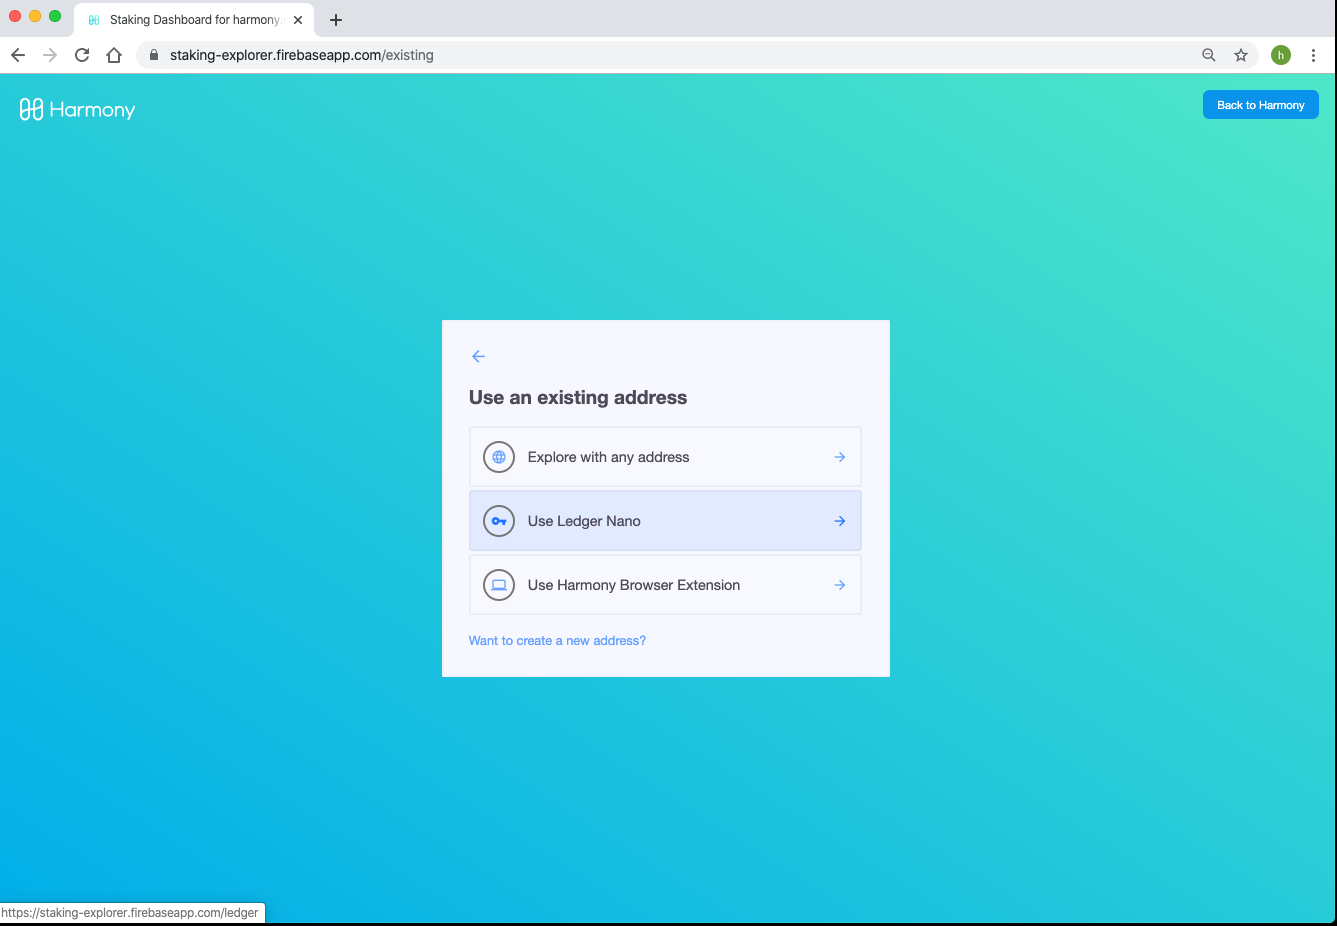 Staking Dashboard for harmony.
staking-explorer.firebaseapp.com/existing
h
Harmony
Back to Harmony
Use an existing address
Explore with any address
Use Ledger Nano
Use Harmony Browser Extension
Want to create a new address?
https://staking-explorer.firebaseapp.com/ledger